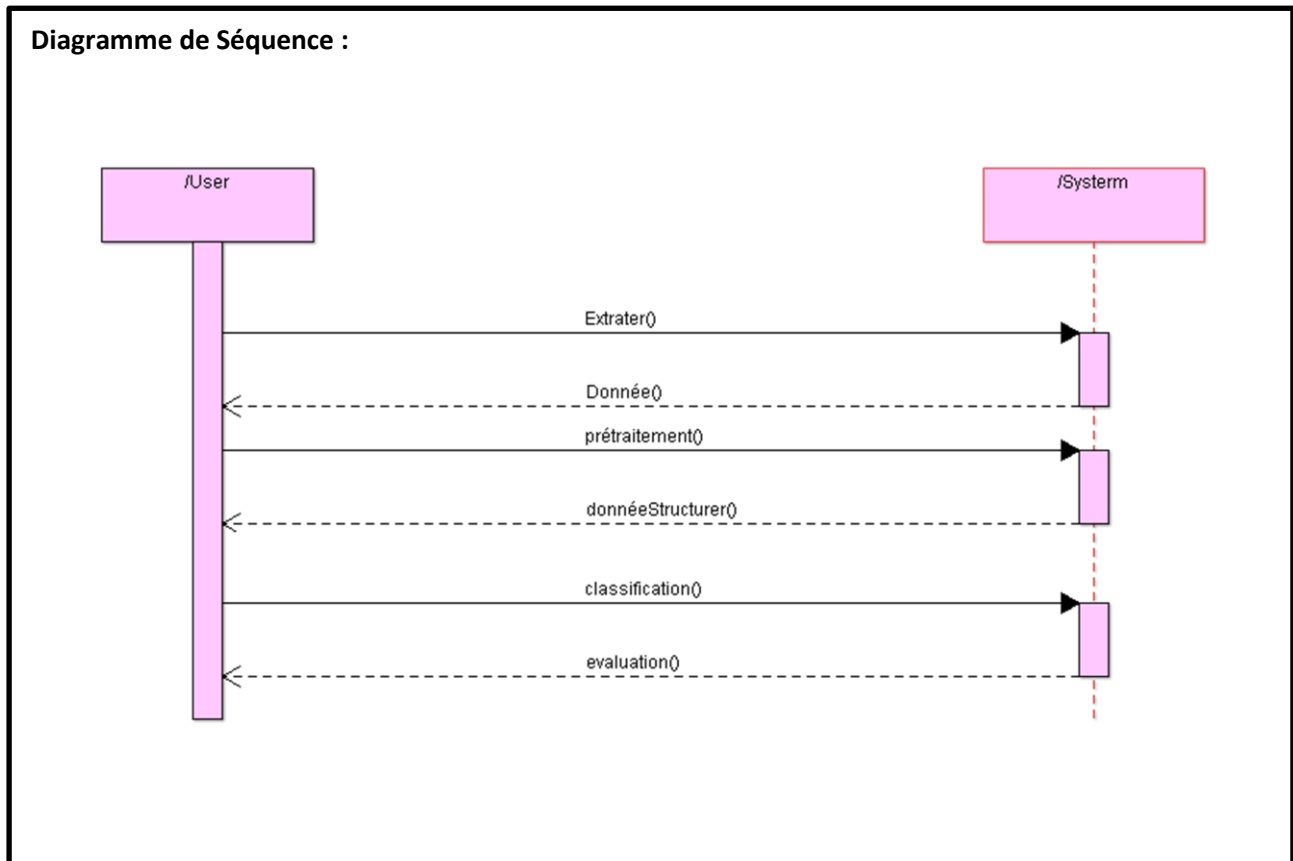 Diagramme de Séquence :
/User
/Systerm
Extrater()
Donnée()
prétraitement()
donnéeStructurer()
classification()
evaluation()